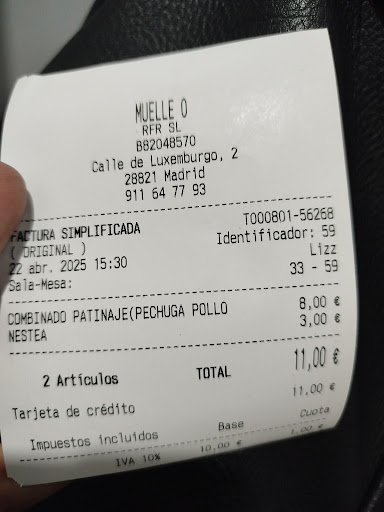 MUELLE 0
RFR SL
B82048570
Calle de Luxemburgo, 2
28821 Madrid
911 64 77 93
FACTURA SIMPLIFICADA T000801-56268
( ORIGINAL ) Identificador: 59
22 abr. 2025 15:30 Lizz
Sala-Mesa: 33 - 59
COMBINADO PATINAJE(PECHUGA POLLO 8,00 €
NESTEA 3,00 €
2 Artículos TOTAL 11,00 €
Tarjeta de crédito 11,00 €
Impuestos incluidos Base Cuota
IVA 10% 10,00 € 1,00 €